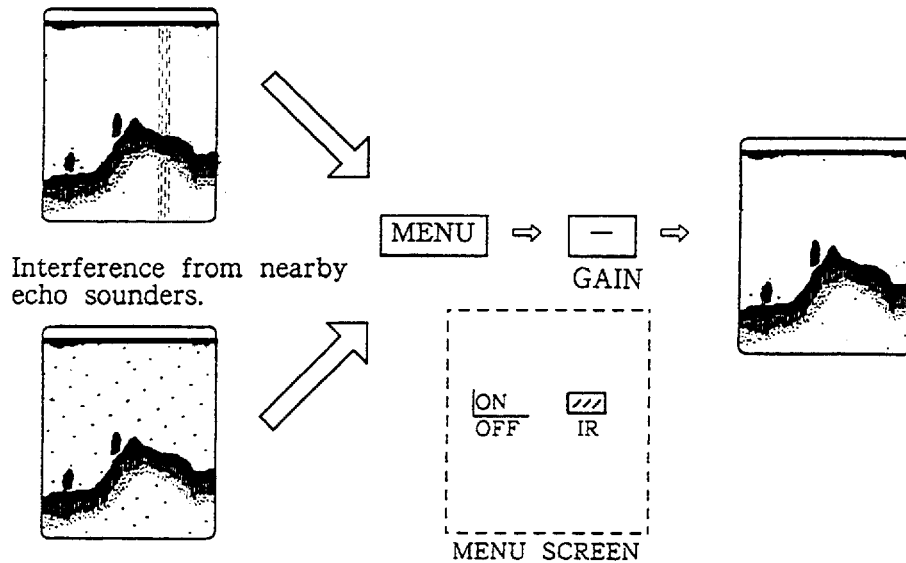 MENU
—
GAIN
Interference from nearby
echo sounders.
ON
OFF
IR
MENU SCREEN